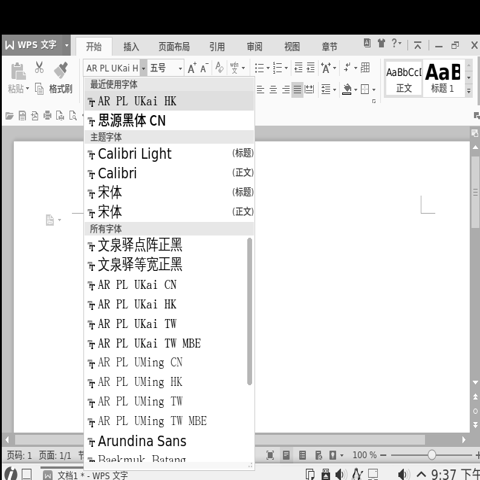 WPS 文字
开始 插入 页面布局 引用 审阅 视图 章节
粘贴 格式刷
AR PL UKai H 五号
AaBbCcI AaB
正文 标题 1
最近使用字体
AR PL UKai HK
思源黑体 CN
主题字体
Calibri Light (标题)
Calibri (正文)
宋体 (标题)
宋体 (正文)
所有字体
文泉驿点阵正黑
文泉驿等宽正黑
AR PL UKai CN
AR PL UKai HK
AR PL UKai TW
AR PL UKai TW MBE
AR PL UMing CN
AR PL UMing HK
AR PL UMing TW
AR PL UMing TW MBE
Arundina Sans
Baekmuk Batang
页码: 1 页面: 1/1 100 %
文档1 * - WPS 文字 9:37 下午